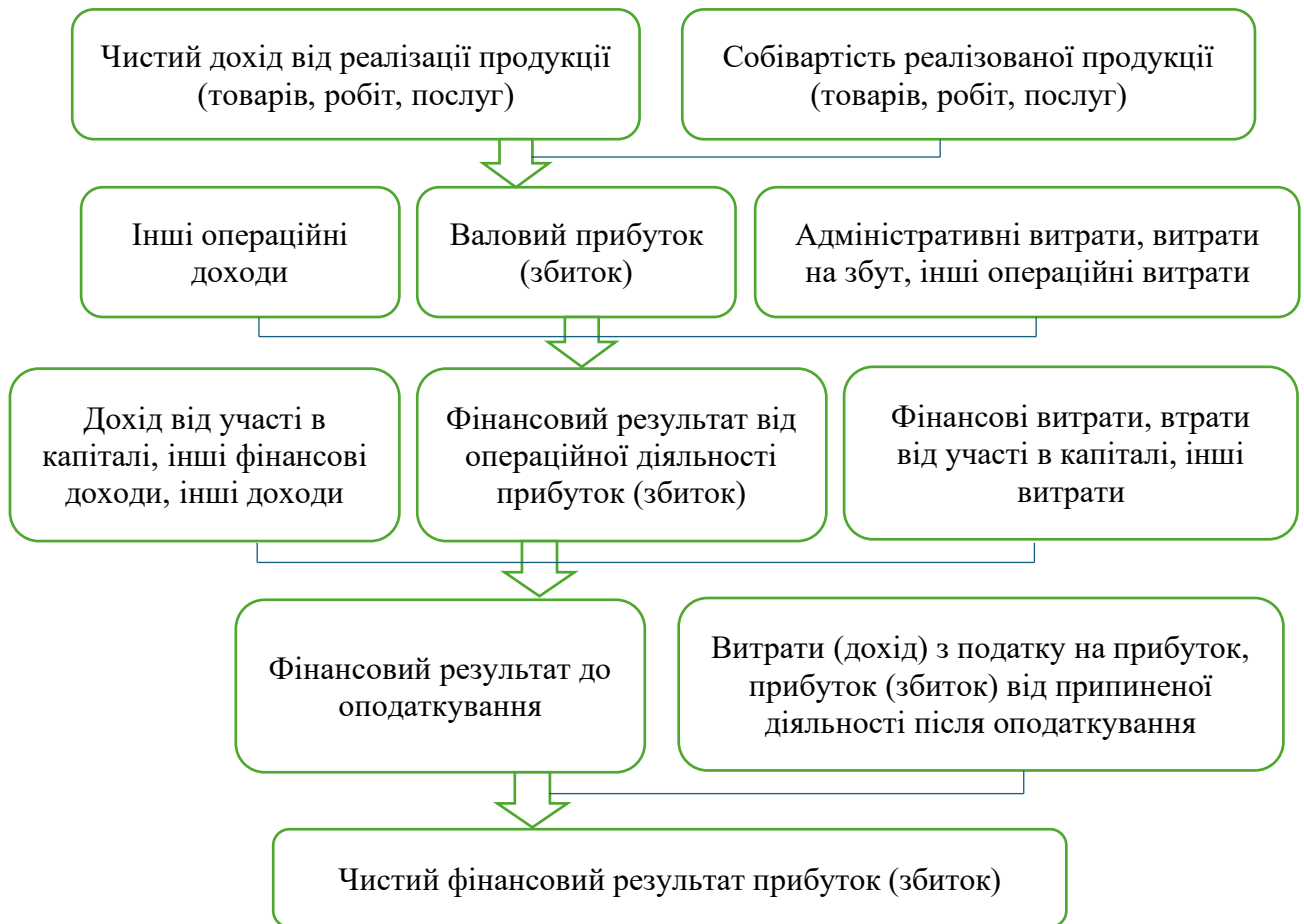 Чистий дохід від реалізації продукції
(товарів, робіт, послуг)
Собівартість реалізованої продукції
(товарів, робіт, послуг)
Інші операційні
доходи
Валовий прибуток
(збиток)
Адміністративні витрати, витрати
на збут, інші операційні витрати
Дохід від участі в
капіталі, інші фінансові
доходи, інші доходи
Фінансовий результат від
операційної діяльності
прибуток (збиток)
Фінансові витрати, втрати
від участі в капіталі, інші
витрати
Фінансовий результат до
оподаткування
Витрати (дохід) з податку на прибуток,
прибуток (збиток) від припиненої
діяльності після оподаткування
Чистий фінансовий результат прибуток (збиток)